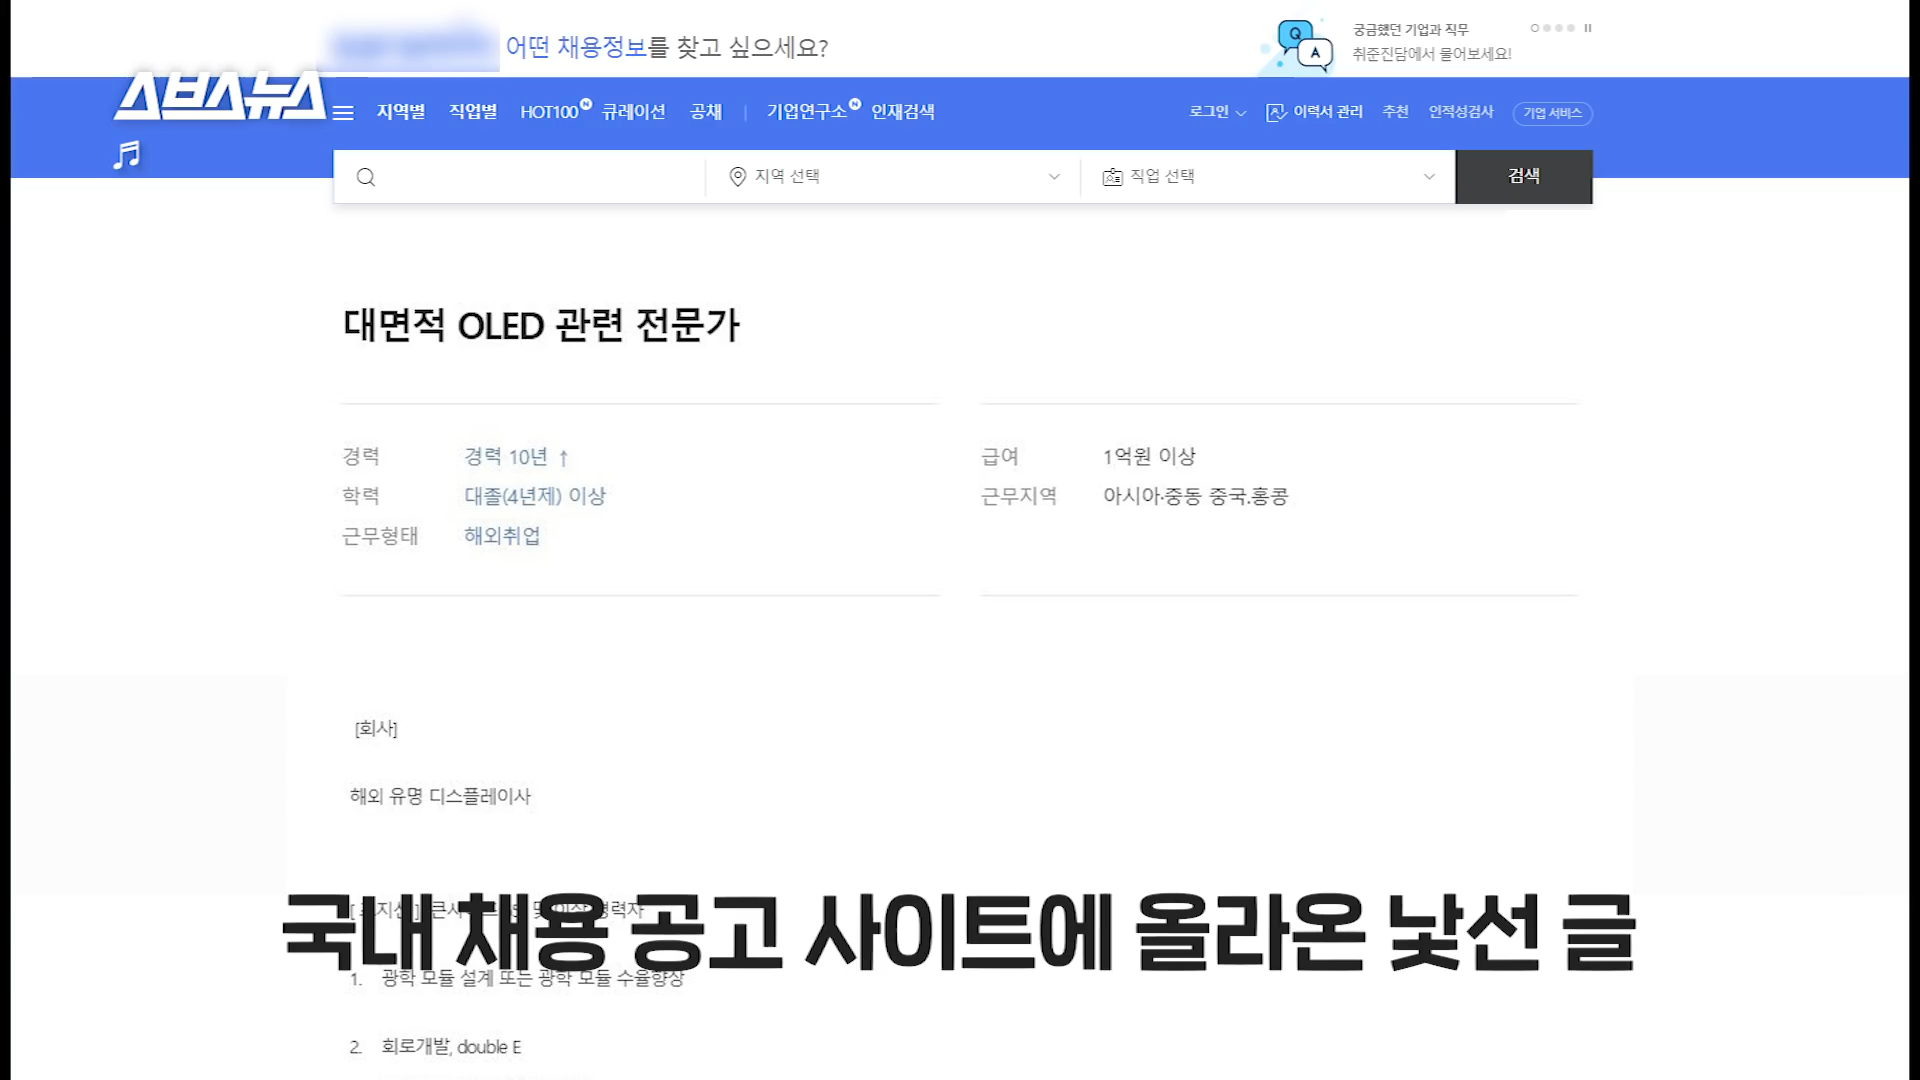 어떤 채용정보를 찾고 싶으세요?
Q A
궁금했던 기업과 직무
취준진담에서 물어보세요!
스브스뉴스
지역별 직업별 HOT100 N 큐레이션 공채 | 기업연구소 N 인재검색
로그인 이력서 관리 추천 인적성검사 기업 서비스
지역 선택 직업 선택 검색
대면적 OLED 관련 전문가
경력 경력 10년 ↑
학력 대졸(4년제) 이상
근무형태 해외취업
급여 1억원 이상
근무지역 아시아·중동 중국.홍콩
[회사]
해외 유명 디스플레이사
경력자
국내 채용 공고 사이트에 올라온 낯선 글
1. 광학 모듈 설계 또는 광학 모듈 수율향상
2. 회로개발, double E